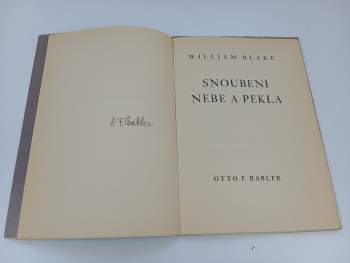 O. F. Babler
WILLIAM BLAKE
SNOUBENÍ
NEBE A PEKLA
OTTO F. BABLER